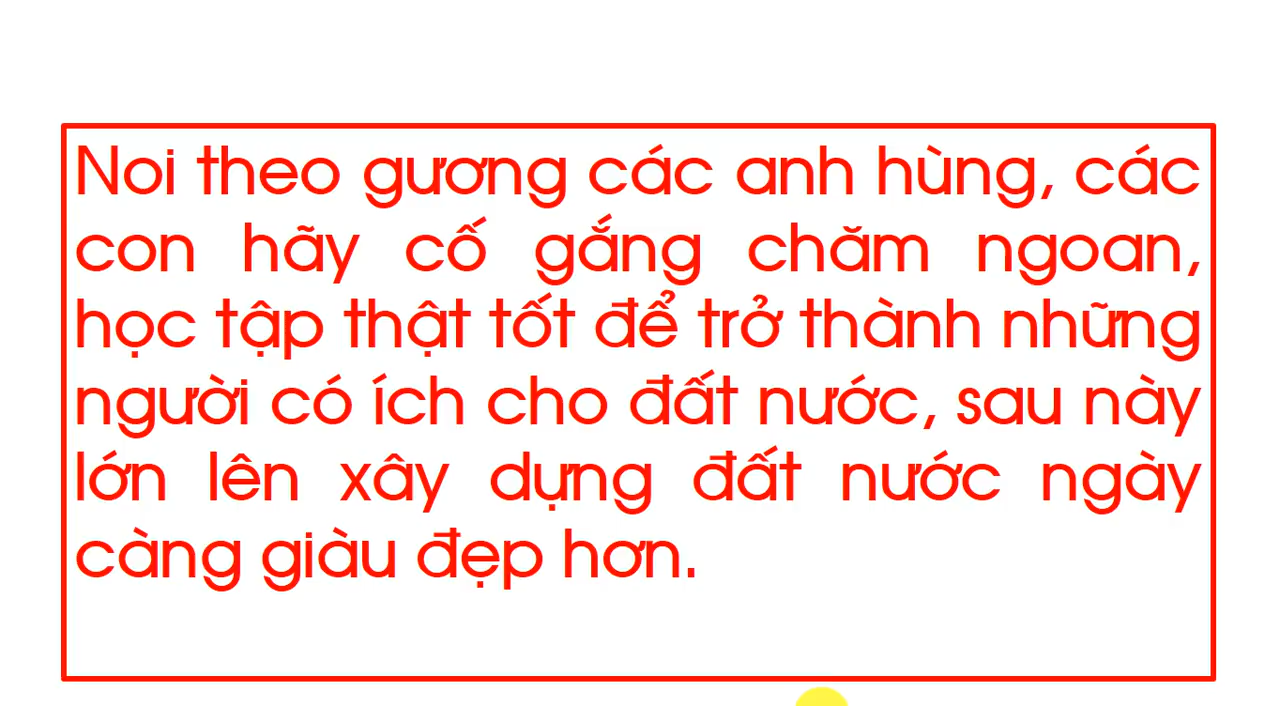 Noi theo gương các anh hùng, các
con hãy cố gắng chăm ngoan,
học tập thật tốt để trở thành những
người có ích cho đất nước, sau này
lớn lên xây dựng đất nước ngày
càng giàu đẹp hơn.